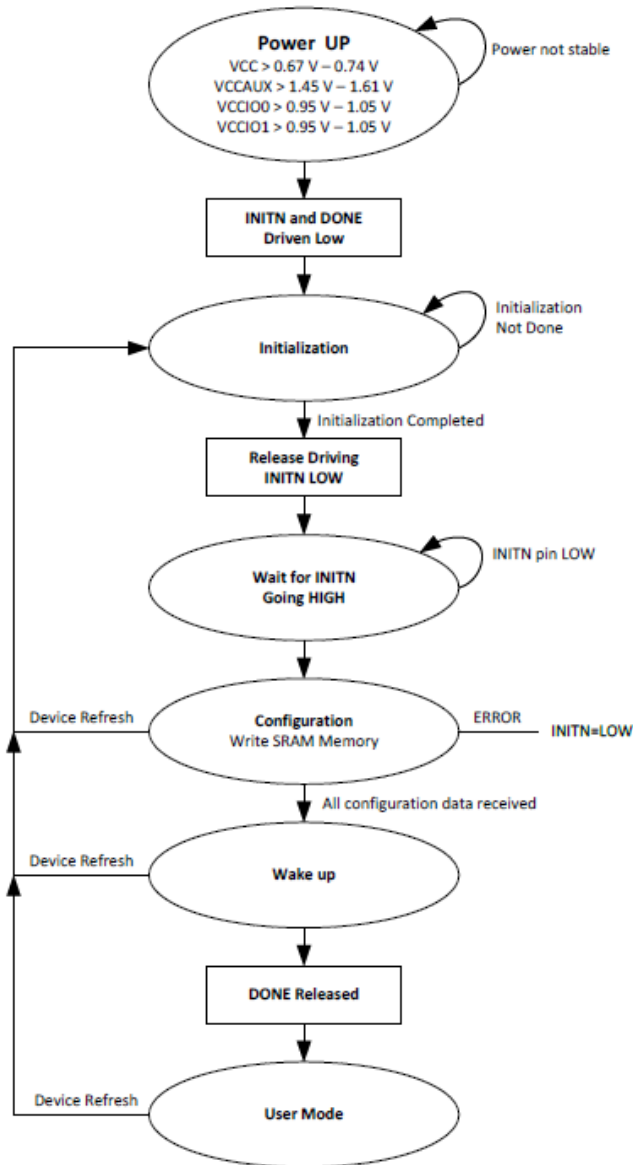 Power UP
VCC > 0.67 V – 0.74 V
VCCAUX > 1.45 V – 1.61 V
VCCIO0 > 0.95 V – 1.05 V
VCCIO1 > 0.95 V – 1.05 V
Power not stable
INITN and DONE
Driven Low
Initialization
Not Done
Initialization
Initialization Completed
Release Driving
INITN LOW
INITN pin LOW
Wait for INITN
Going HIGH
Device Refresh
Configuration
Write SRAM Memory
ERROR
INITN=LOW
All configuration data received
Device Refresh
Wake up
DONE Released
Device Refresh
User Mode